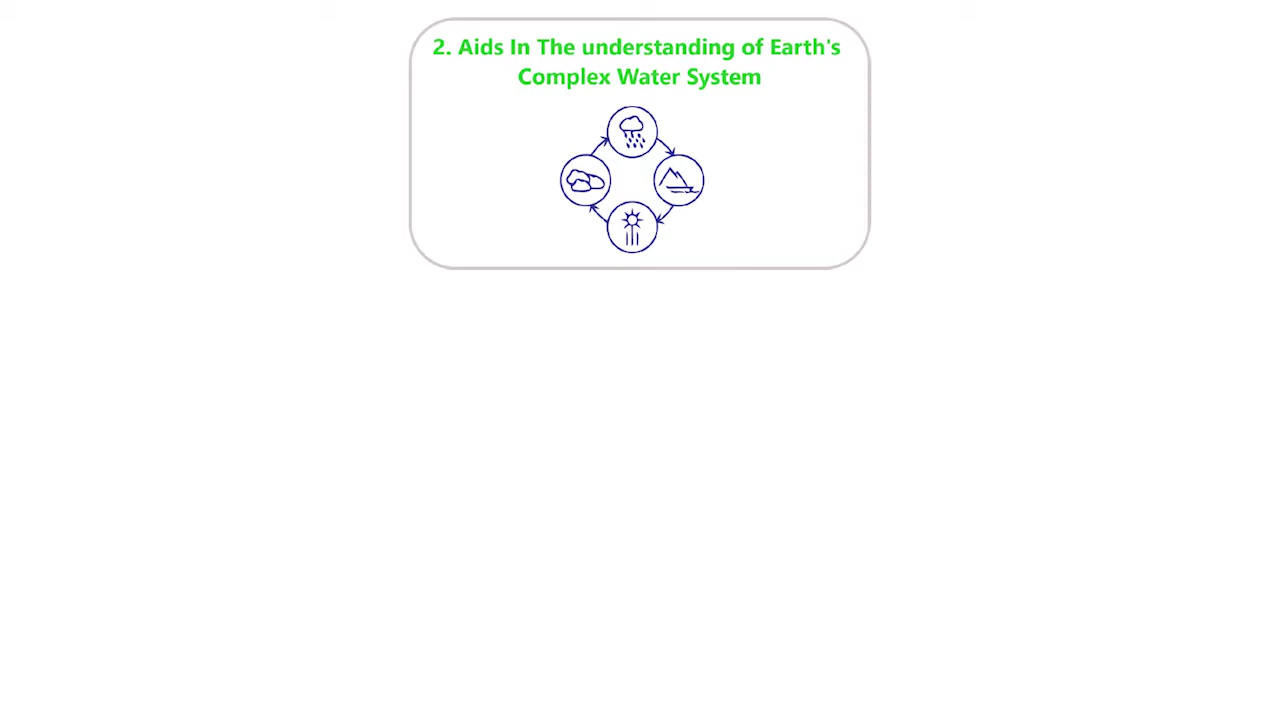 2. Aids In The understanding of Earth's
Complex Water System